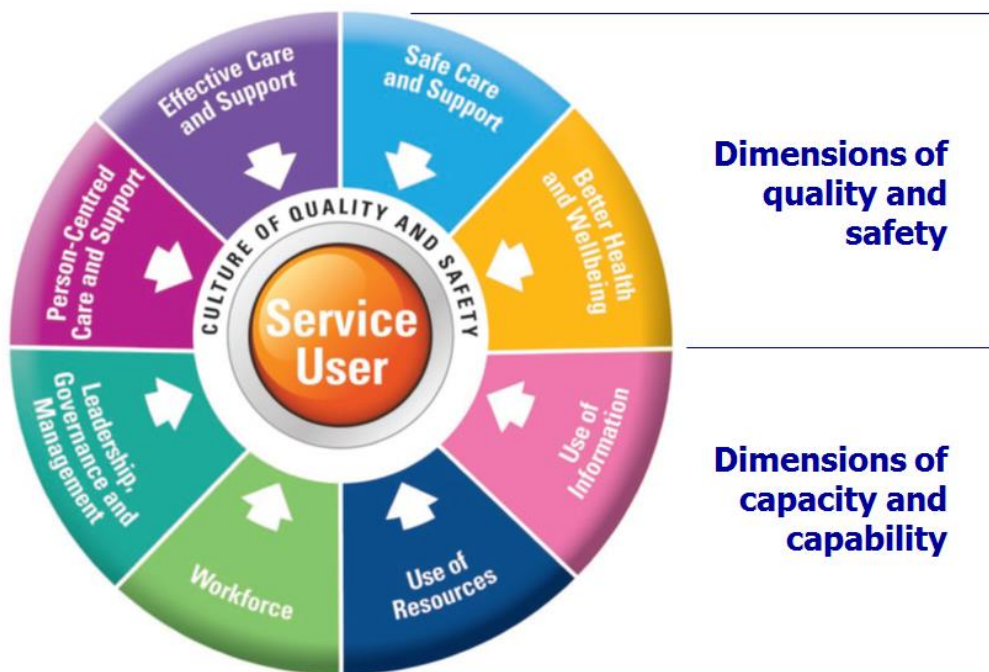 Effective Care
and Support
Safe Care
and Support
Better Health
and Wellbeing
Person-Centred
Care and Support
CULTURE OF QUALITY AND SAFETY
Service
User
Leadership,
Governance and
Management
Workforce
Use of
Resources
Use of
Information
Dimensions of
quality and
safety
Dimensions of
capacity and
capability